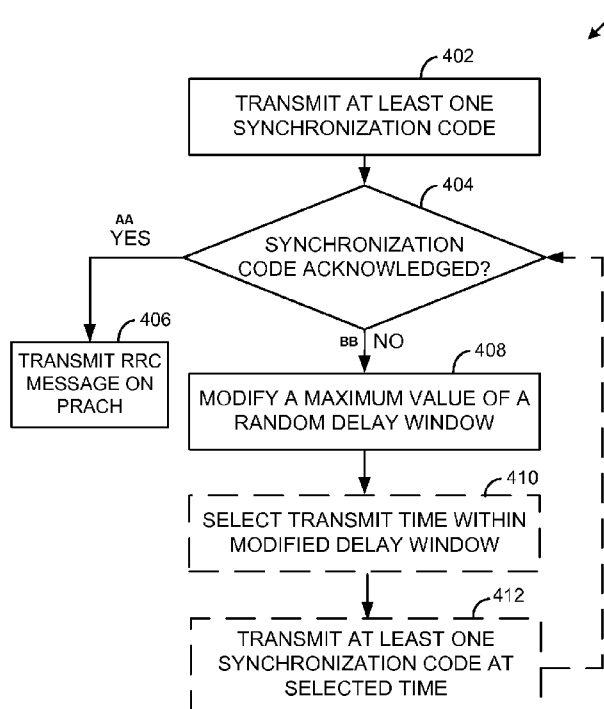 402
TRANSMIT AT LEAST ONE
SYNCHRONIZATION CODE
404
SYNCHRONIZATION
CODE ACKNOWLEDGED?
AA
YES
406
TRANSMIT RRC
MESSAGE ON
PRACH
BB NO
408
MODIFY A MAXIMUM VALUE OF A
RANDOM DELAY WINDOW
410
SELECT TRANSMIT TIME WITHIN
MODIFIED DELAY WINDOW
412
TRANSMIT AT LEAST ONE
SYNCHRONIZATION CODE AT
SELECTED TIME